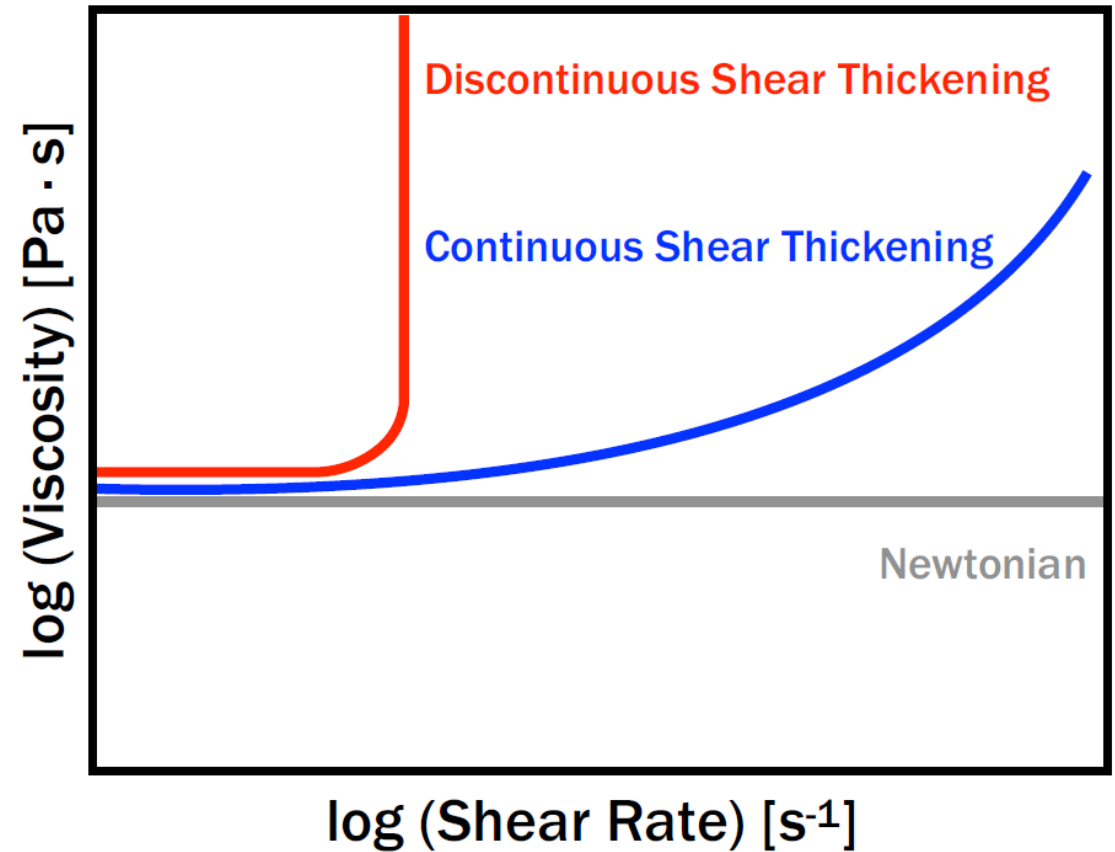 Discontinuous Shear Thickening
Continuous Shear Thickening
Newtonian
log (Viscosity) [Pa · s]
log (Shear Rate) [s-1]